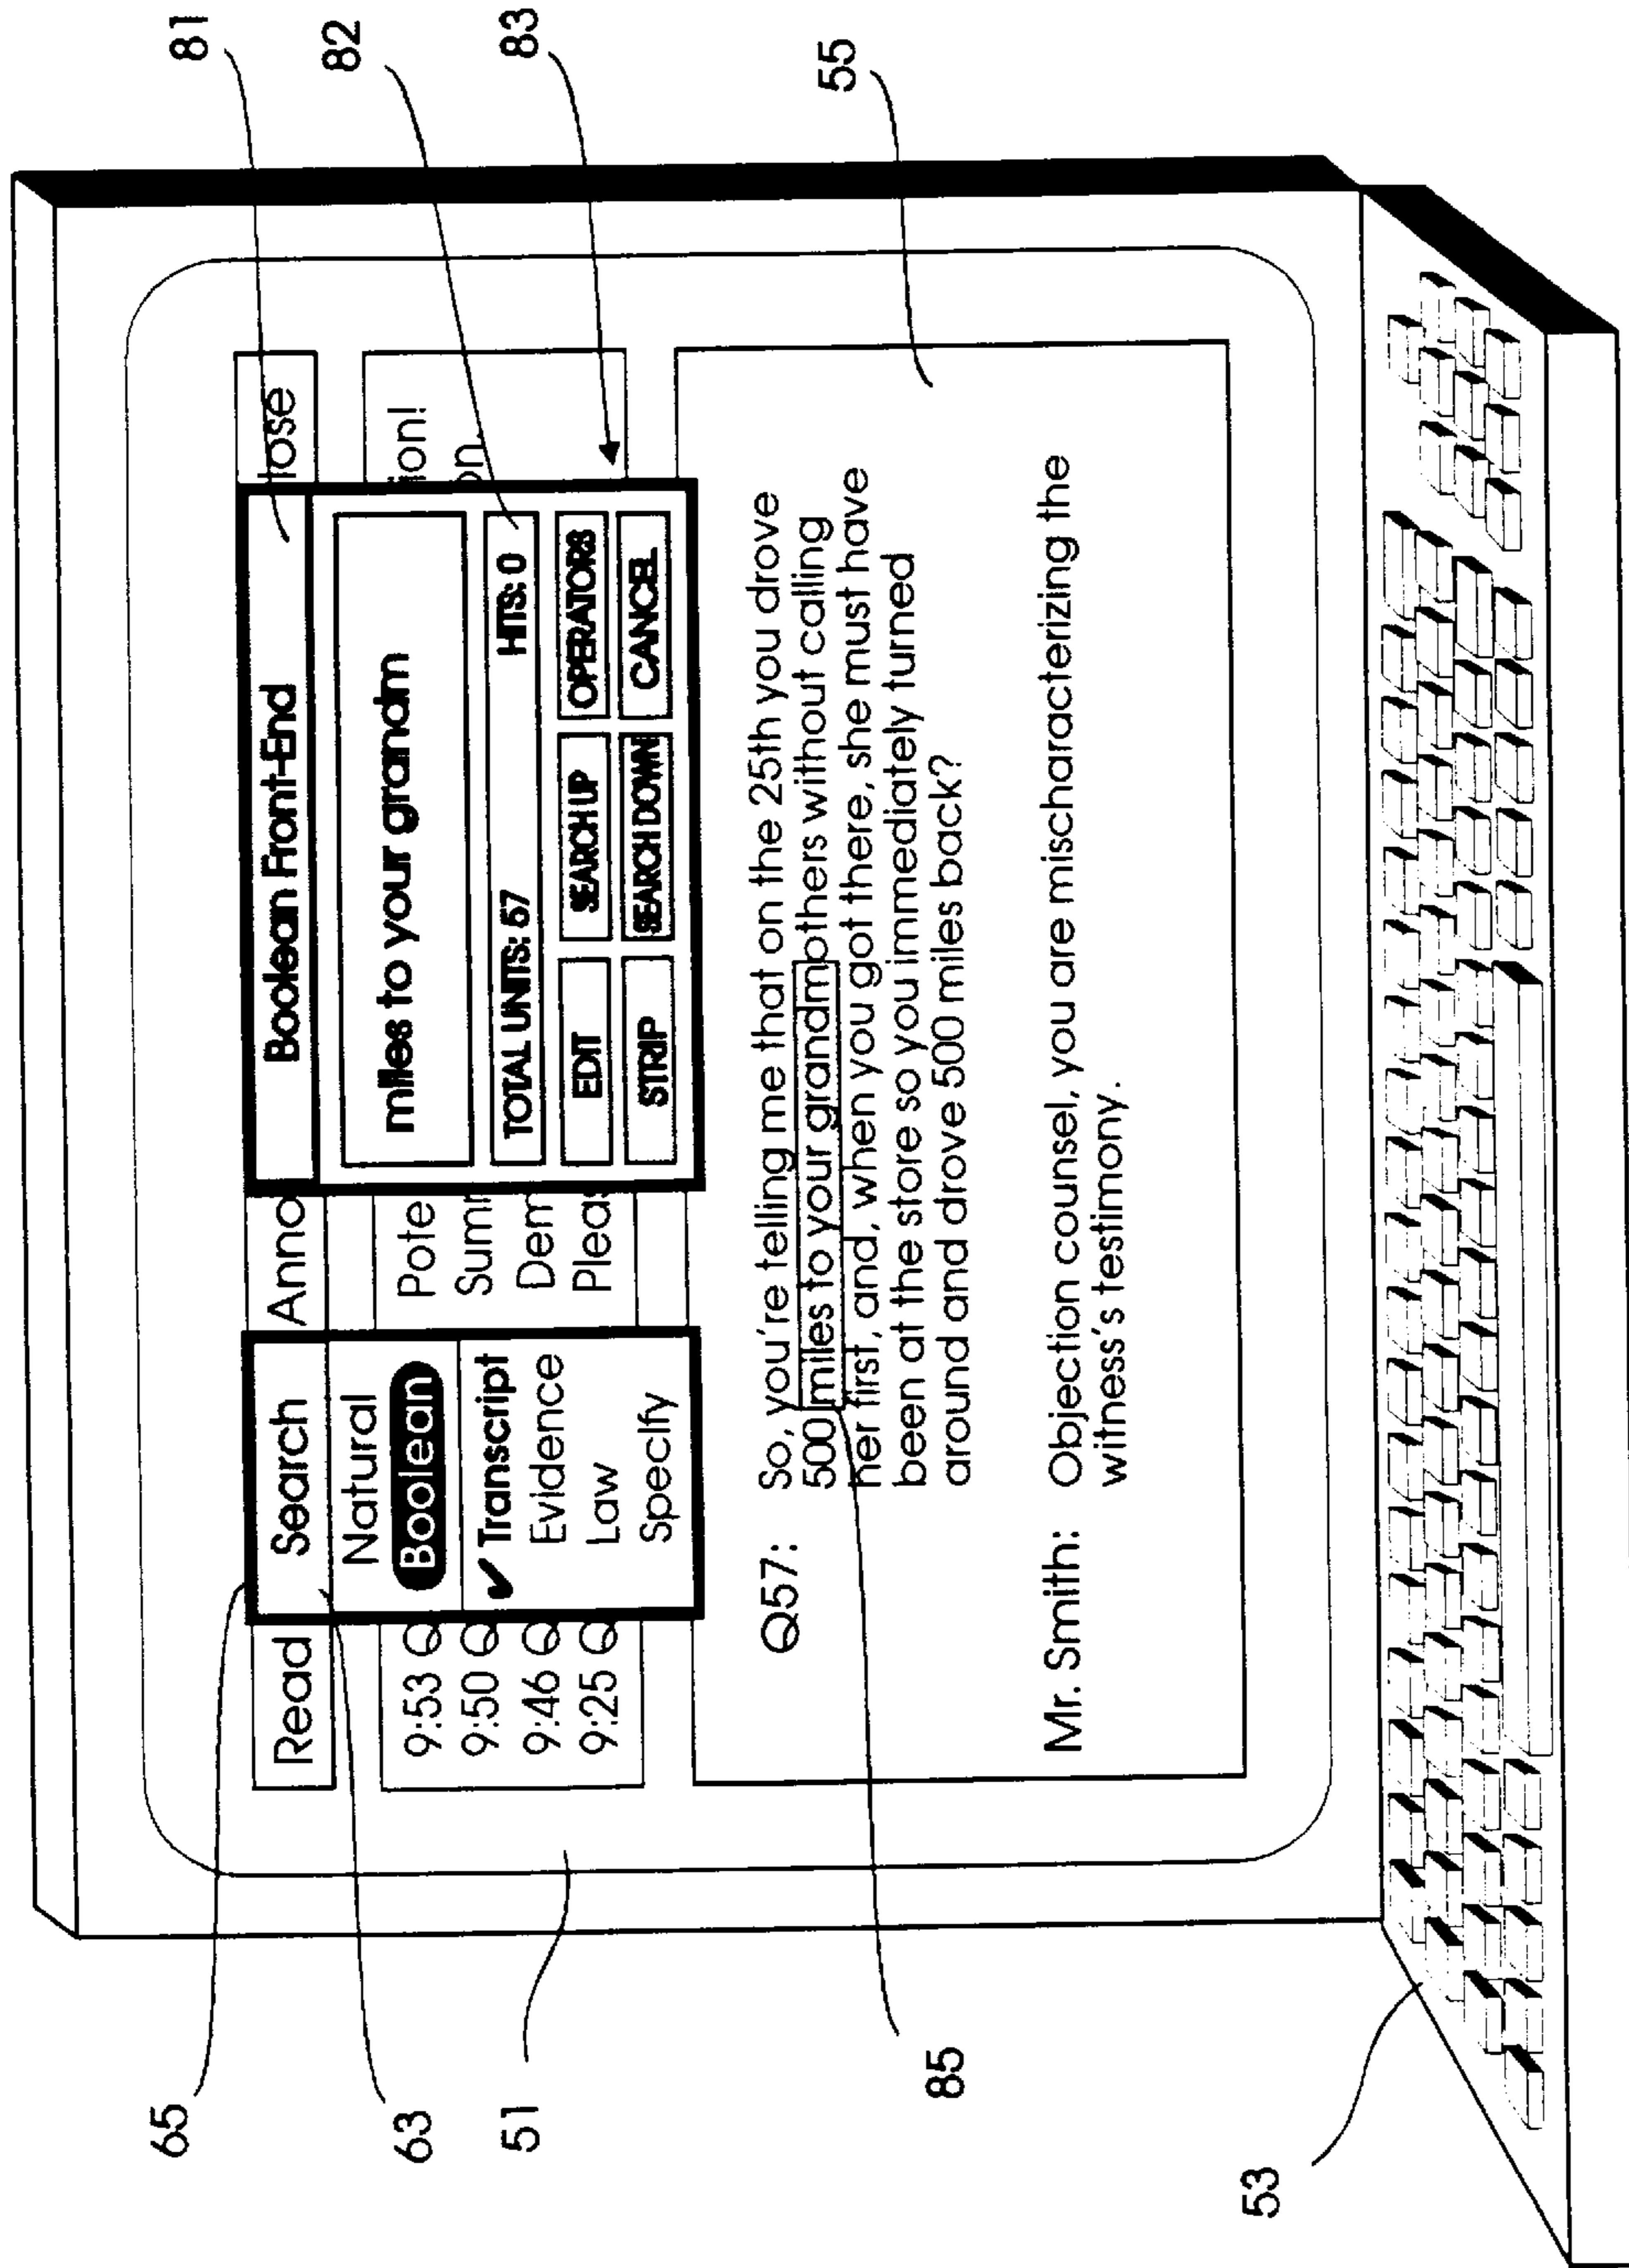 81
82
83
55
65
63
51
85
53
Read
Search
Anno
lose
Natural
Boolean
✔Transcript
Evidence
Law
Specify
9:53 Q
9:50 Q
9:46 Q
9:25 Q
Pote
Sum
Dem
Pleas
ion!
on.
Boolean Front-End
miles to your grandm
TOTAL UNITS: 57 HITS: 0
EDIT SEARCH UP OPERATORS
STRIP SEARCH DOWN CANCEL
Q57: So, you're telling me that on the 25th you drove
500 miles to your grandmothers without calling
her first, and, when you got there, she must have
been at the store so you immediately turned
around and drove 500 miles back?
Mr. Smith: Objection counsel, you are mischaracterizing the
witness's testimony.